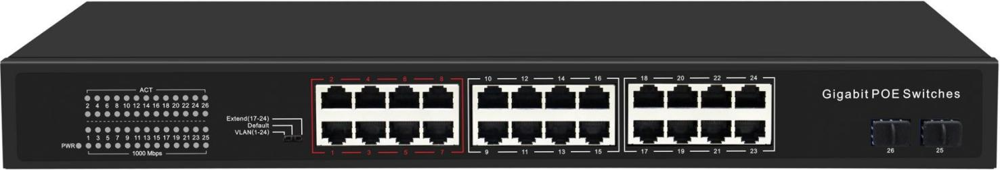 ACT
2 4 6 8 10 12 14 16 18 20 22 24 26
1 3 5 7 9 11 13 15 17 19 21 23 25
PWR
1000 Mbps
Extend(17-24)
Default
VLAN(1-24)
2 4 6 8
1 3 5 7
10 12 14 16
9 11 13 15
18 20 22 24
17 19 21 23
Gigabit POE Switches
26 25